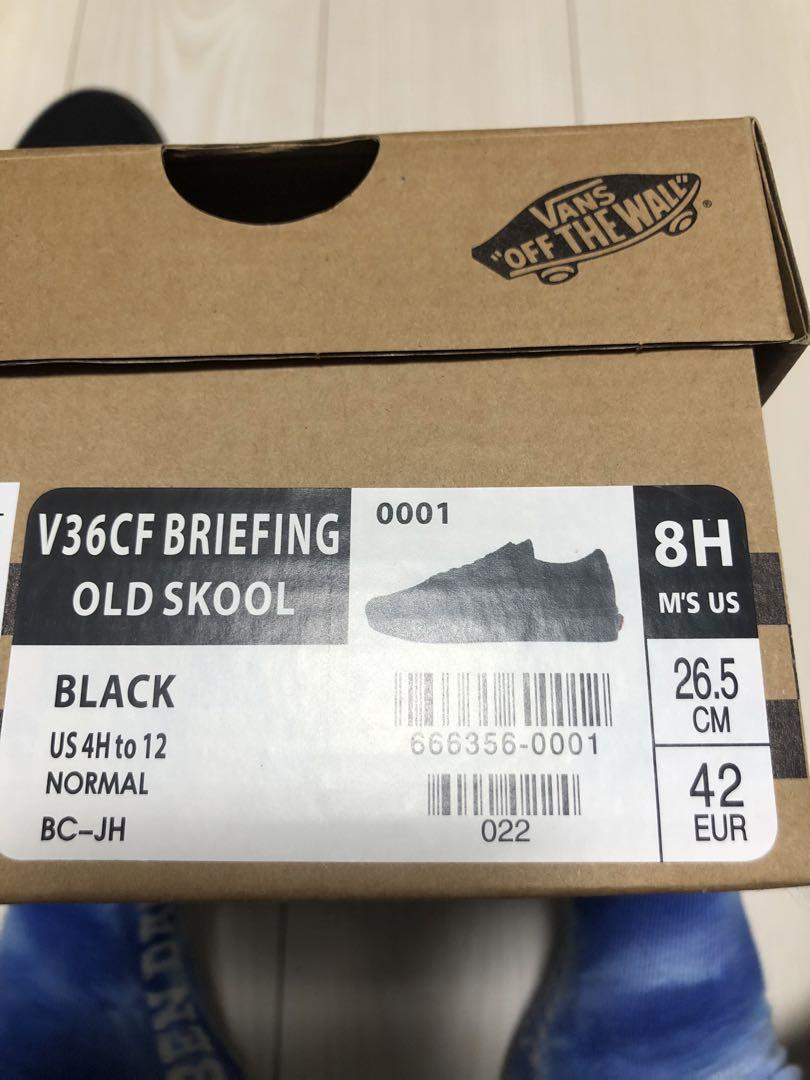 VANS
"OFF THE WALL"
®
V36CF BRIEFING
OLD SKOOL
0001
8H
M'S US
BLACK
US 4H to 12
NORMAL
BC-JH
666356-0001
022
26.5
CM
42
EUR